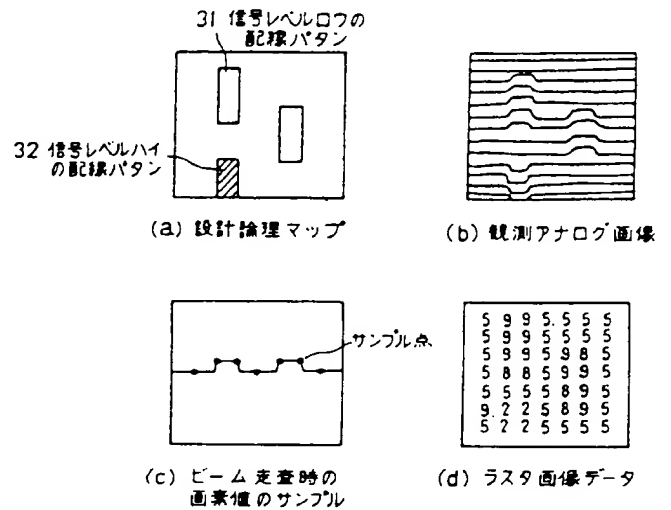 31 信号レベルロウの
配線パタン
32 信号レベルハイ
の配線パタン
(a) 設計論理マップ
(b) 観測アナログ画像
サンプル点
(c) ビーム走査時の
画素値のサンプル
5 9 9 5. 5 5 5
5 9 9 5 5 5 5
5 9 9 5 9 8 5
5 8 8 5 9 9 5
5 5 5 5 8 9 5
9. 2 2 5 8 9 5
5 2 2 5 5 5 5
(d) ラスタ画像データ